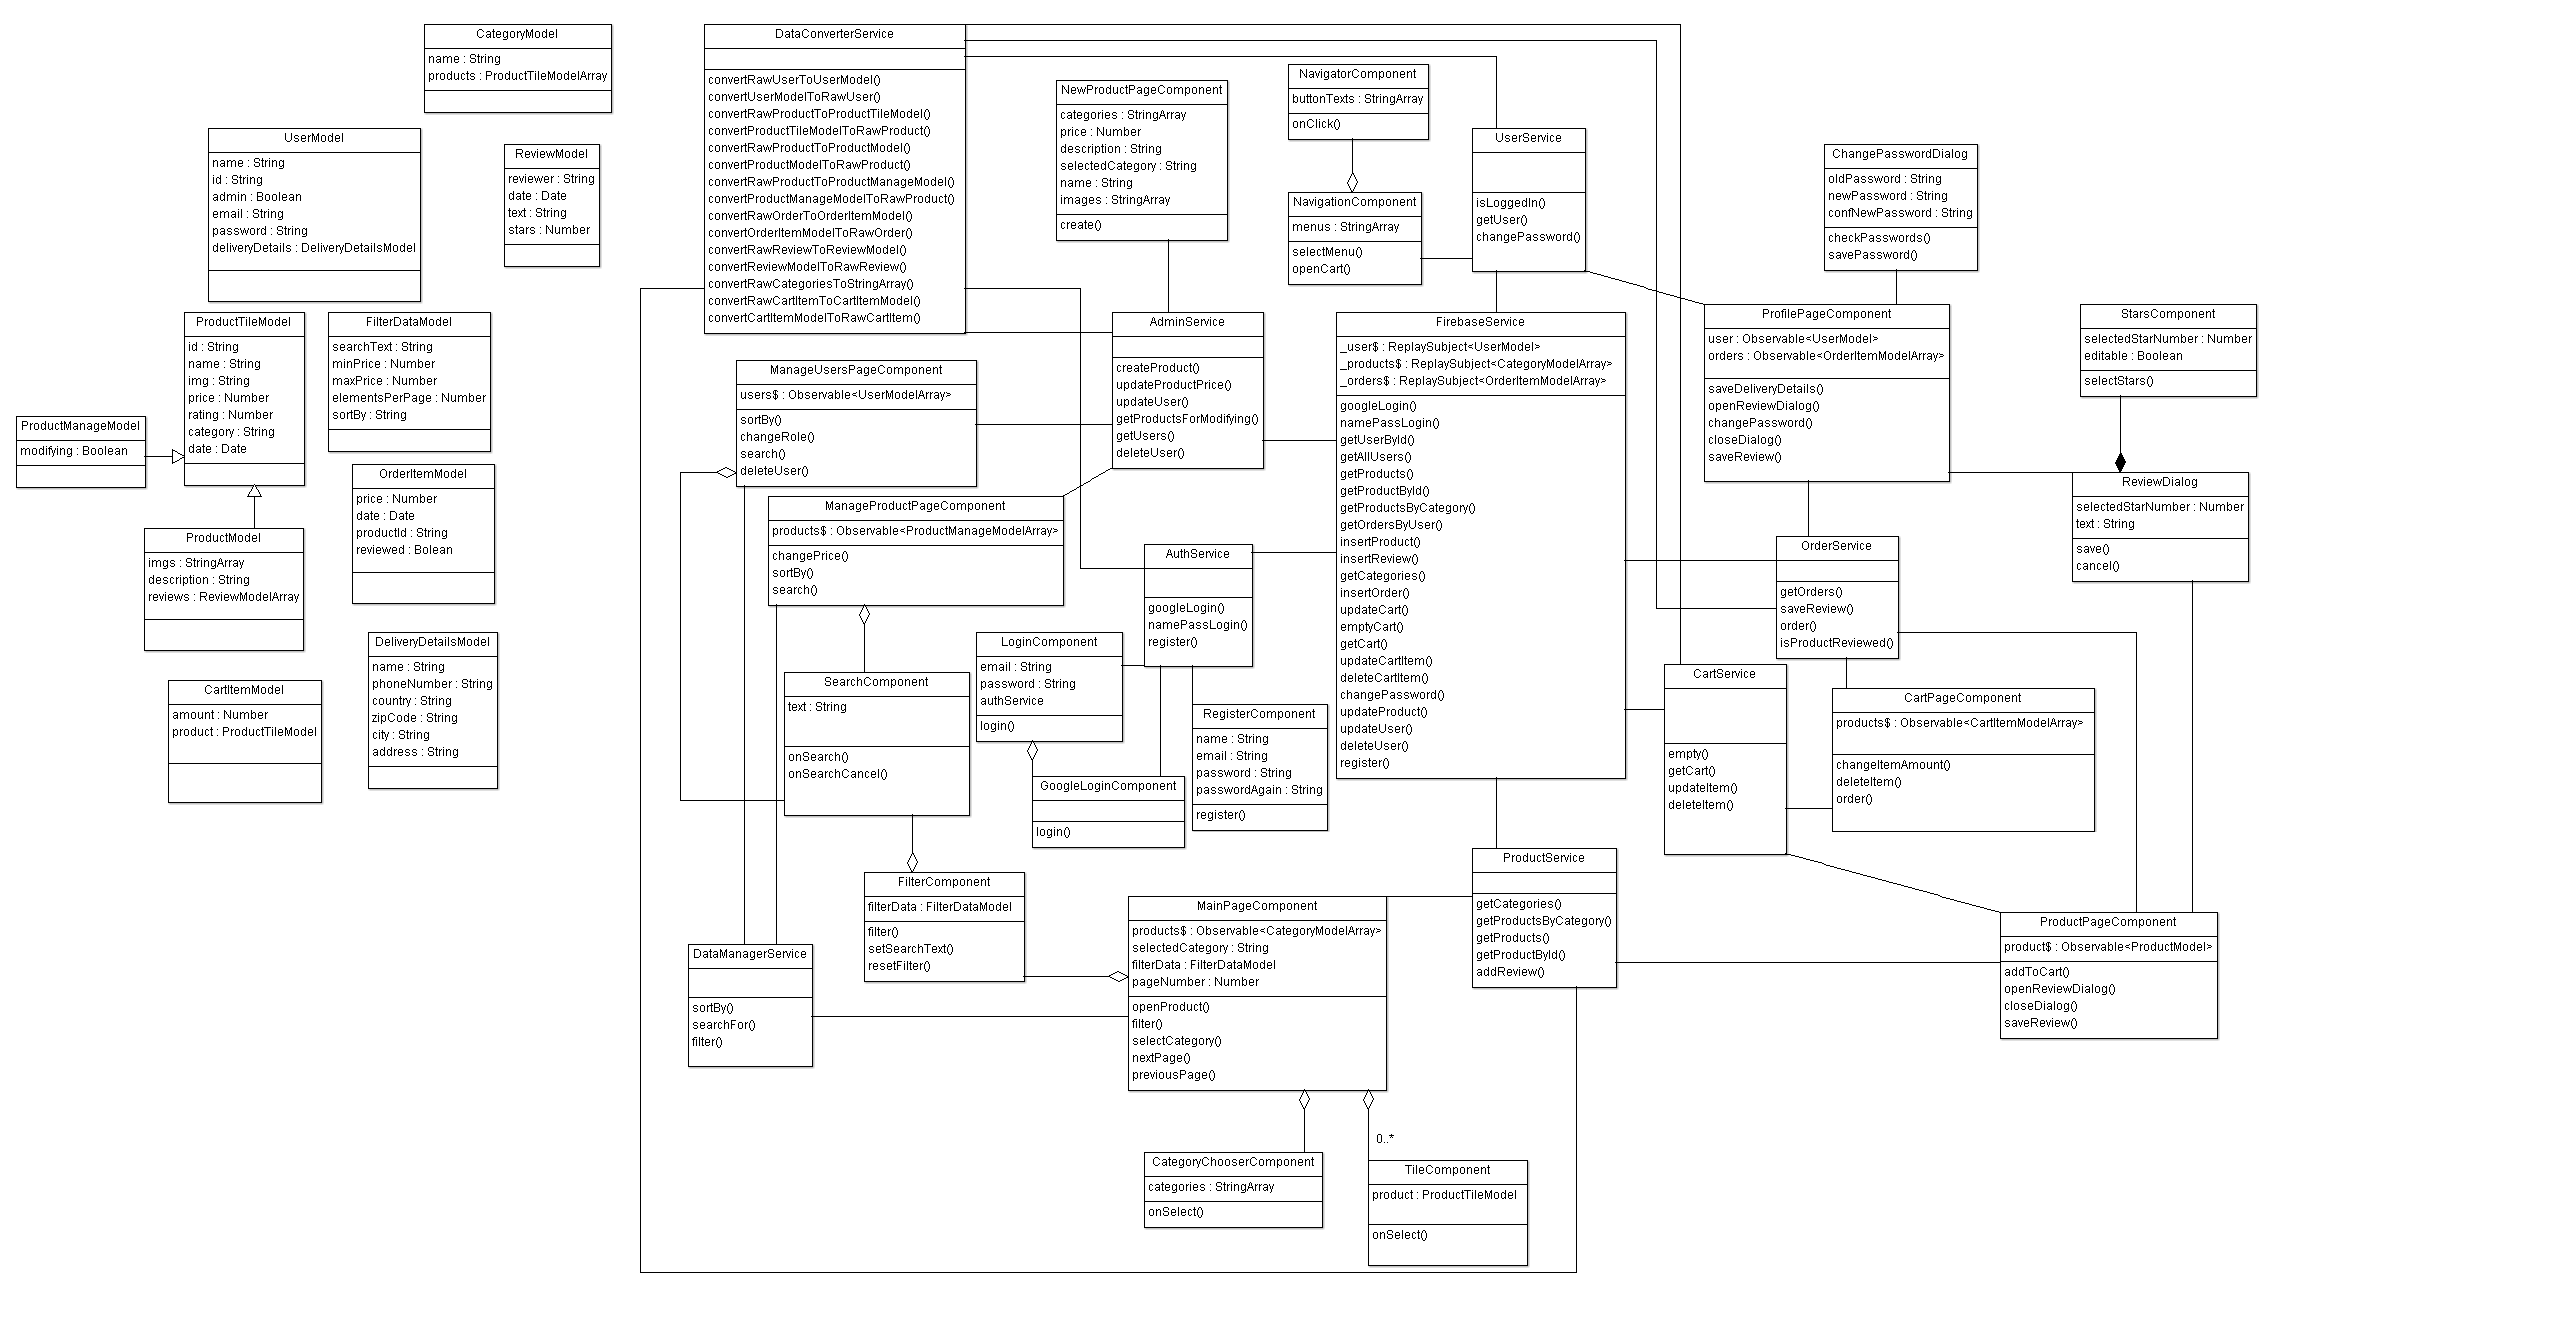 CategoryModel
name : String
products : ProductTileModelArray
UserModel
name : String
id : String
admin : Boolean
email : String
password : String
deliveryDetails : DeliveryDetailsModel
ReviewModel
reviewer : String
date : Date
text : String
stars : Number
ProductTileModel
id : String
name : String
img : String
price : Number
rating : Number
category : String
date : Date
FilterDataModel
searchText : String
minPrice : Number
maxPrice : Number
elementsPerPage : Number
sortBy : String
ProductManageModel
modifying : Boolean
OrderItemModel
price : Number
date : Date
productId : String
reviewed : Bolean
ProductModel
imgs : StringArray
description : String
reviews : ReviewModelArray
DeliveryDetailsModel
name : String
phoneNumber : String
country : String
zipCode : String
city : String
address : String
CartItemModel
amount : Number
product : ProductTileModel
DataConverterService
convertRawUserToUserModel()
convertUserModelToRawUser()
convertRawProductToProductTileModel()
convertProductTileModelToRawProduct()
convertRawProductToProductModel()
convertProductModelToRawProduct()
convertRawProductToProductManageModel()
convertProductManageModelToRawProduct()
convertRawOrderToOrderItemModel()
convertOrderItemModelToRawOrder()
convertRawReviewToReviewModel()
convertReviewModelToRawReview()
convertRawCategoriesToStringArray()
convertRawCartItemToCartItemModel()
convertCartItemModelToRawCartItem()
NewProductPageComponent
categories : StringArray
price : Number
description : String
selectedCategory : String
name : String
images : StringArray
create()
NavigatorComponent
buttonTexts : StringArray
onClick()
NavigationComponent
menus : StringArray
selectMenu()
openCart()
UserService
isLoggedIn()
getUser()
changePassword()
ChangePasswordDialog
oldPassword : String
newPassword : String
confNewPassword : String
checkPasswords()
savePassword()
AdminService
createProduct()
updateProductPrice()
updateUser()
getProductsForModifying()
getUsers()
deleteUser()
FirebaseService
_user$ : ReplaySubject<UserModel>
_products$ : ReplaySubject<CategoryModelArray>
_orders$ : ReplaySubject<OrderItemModelArray>
googleLogin()
namePassLogin()
getUserById()
getAllUsers()
getProducts()
getProductById()
getProductsByCategory()
getOrdersByUser()
insertProduct()
insertReview()
getCategories()
insertOrder()
updateCart()
emptyCart()
getCart()
updateCartItem()
deleteCartItem()
changePassword()
updateProduct()
updateUser()
deleteUser()
register()
ProfilePageComponent
user : Observable<UserModel>
orders : Observable<OrderItemModelArray>
saveDeliveryDetails()
openReviewDialog()
changePassword()
closeDialog()
saveReview()
StarsComponent
selectedStarNumber : Number
editable : Boolean
selectStars()
ManageUsersPageComponent
users$ : Observable<UserModelArray>
sortBy()
changeRole()
search()
deleteUser()
ManageProductPageComponent
products$ : Observable<ProductManageModelArray>
changePrice()
sortBy()
search()
ReviewDialog
selectedStarNumber : Number
text : String
save()
cancel()
AuthService
googleLogin()
namePassLogin()
register()
OrderService
getOrders()
saveReview()
order()
isProductReviewed()
LoginComponent
email : String
password : String
authService
login()
SearchComponent
text : String
onSearch()
onSearchCancel()
RegisterComponent
name : String
email : String
password : String
passwordAgain : String
register()
CartService
empty()
getCart()
updateItem()
deleteItem()
CartPageComponent
products$ : Observable<CartItemModelArray>
changeItemAmount()
deleteItem()
order()
GoogleLoginComponent
login()
FilterComponent
filterData : FilterDataModel
filter()
setSearchText()
resetFilter()
MainPageComponent
products$ : Observable<CategoryModelArray>
selectedCategory : String
filterData : FilterDataModel
pageNumber : Number
openProduct()
filter()
selectCategory()
nextPage()
previousPage()
ProductService
getCategories()
getProductsByCategory()
getProducts()
getProductById()
addReview()
ProductPageComponent
product$ : Observable<ProductModel>
addToCart()
openReviewDialog()
closeDialog()
saveReview()
DataManagerService
sortBy()
searchFor()
filter()
0..*
CategoryChooserComponent
categories : StringArray
onSelect()
TileComponent
product : ProductTileModel
onSelect()